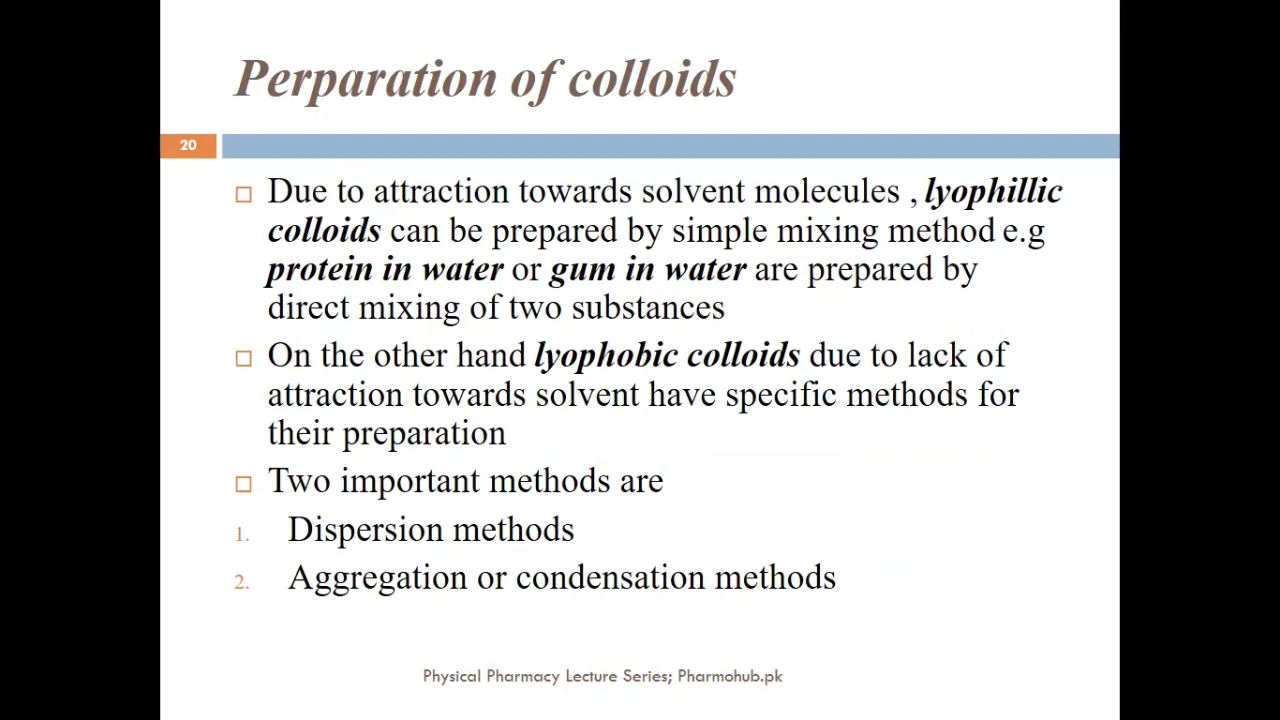 Perparation of colloids
20
Due to attraction towards solvent molecules , lyophillic
colloids can be prepared by simple mixing method e.g
protein in water or gum in water are prepared by
direct mixing of two substances
On the other hand lyophobic colloids due to lack of
attraction towards solvent have specific methods for
their preparation
Two important methods are
1. Dispersion methods
2. Aggregation or condensation methods
Physical Pharmacy Lecture Series; Pharmohub.pk